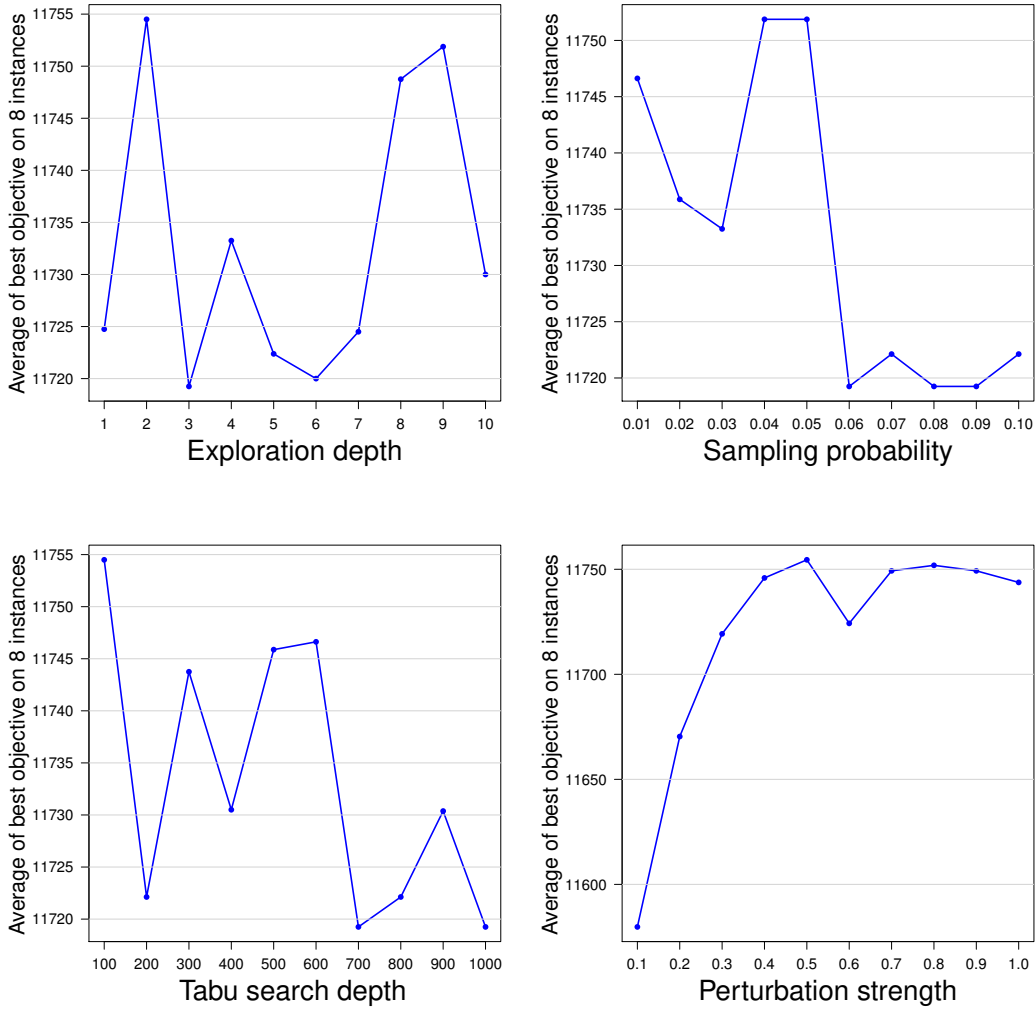 Average of best objective on 8 instances
11755
11750
11745
11740
11735
11730
11725
11720
1 2 3 4 5 6 7 8 9 10
Exploration depth
Average of best objective on 8 instances
11750
11745
11740
11735
11730
11725
11720
0.01 0.02 0.03 0.04 0.05 0.06 0.07 0.08 0.09 0.10
Sampling probability
Average of best objective on 8 instances
11755
11750
11745
11740
11735
11730
11725
11720
100 200 300 400 500 600 700 800 900 1000
Tabu search depth
Average of best objective on 8 instances
11750
11700
11650
11600
0.1 0.2 0.3 0.4 0.5 0.6 0.7 0.8 0.9 1.0
Perturbation strength